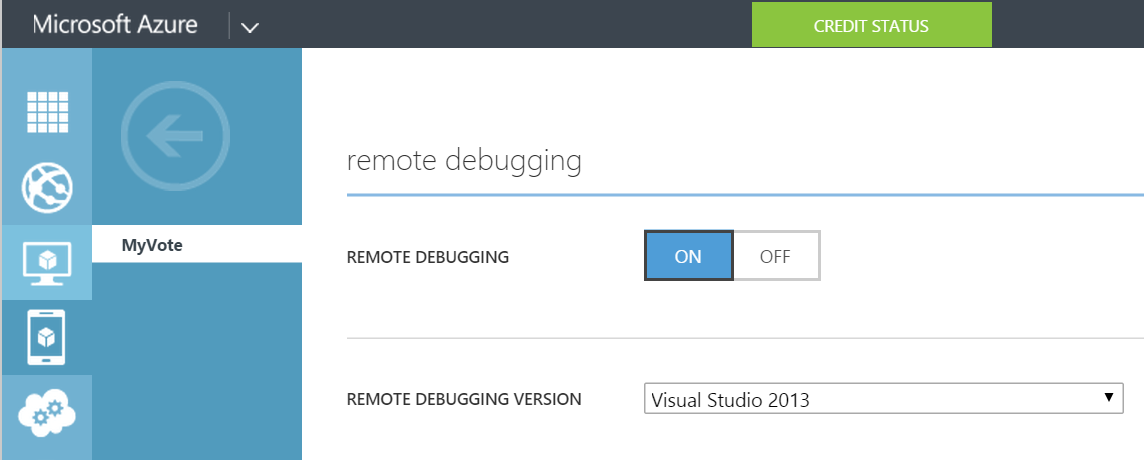 Microsoft Azure
CREDIT STATUS
MyVote
remote debugging
REMOTE DEBUGGING
ON
OFF
REMOTE DEBUGGING VERSION
Visual Studio 2013